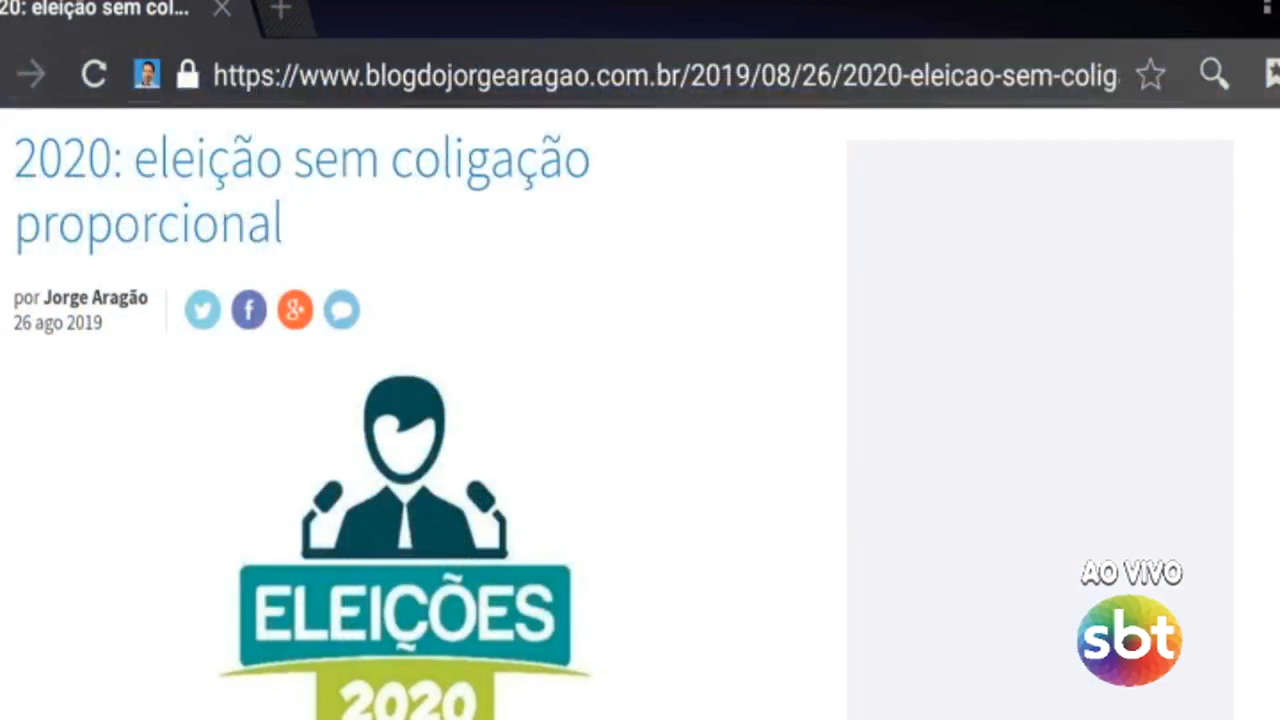 20: eleição sem col...
https://www.blogdojorgearagao.com.br/2019/08/26/2020-eleicao-sem-colig
2020: eleição sem coligação
proporcional
por Jorge Aragão
26 ago 2019
ELEIÇÕES
2020
AO VIVO
sbt